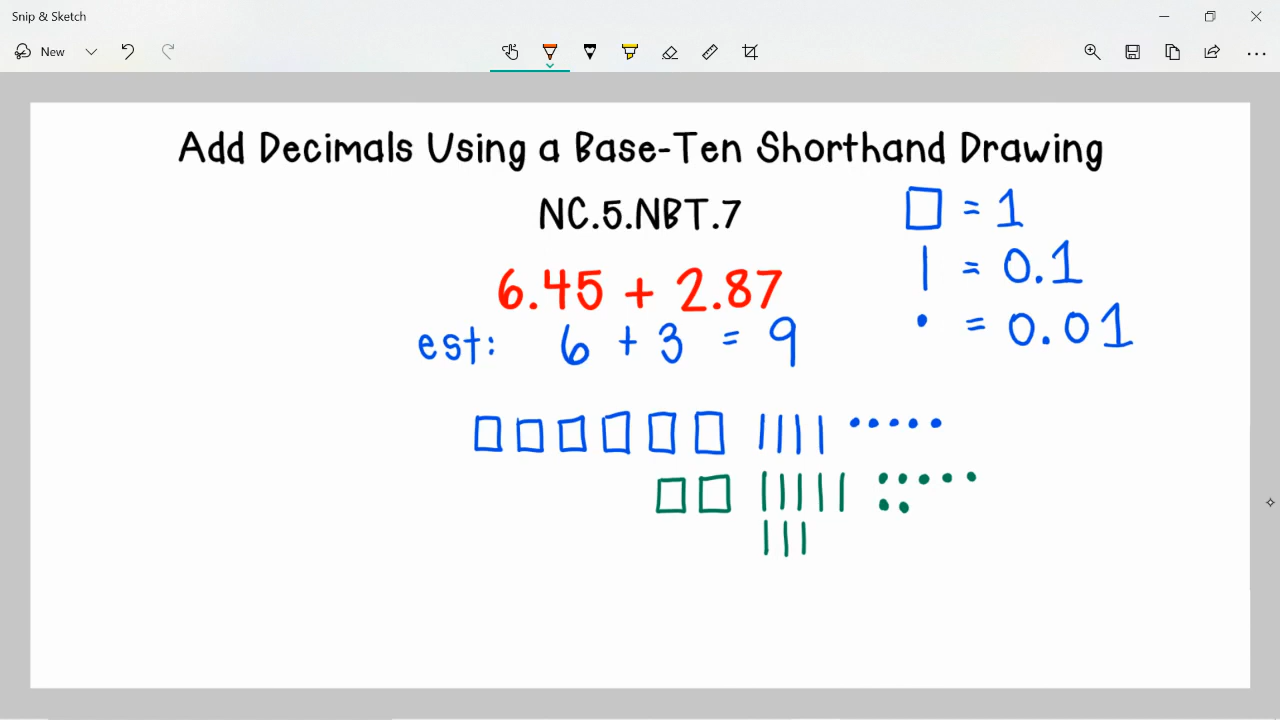 Snip & Sketch
New
Add Decimals Using a Base-Ten Shorthand Drawing
NC.5.NBT.7
□ = 1
6.45 + 2.87
| = 0.1
est: 6 + 3 = 9
• = 0.01